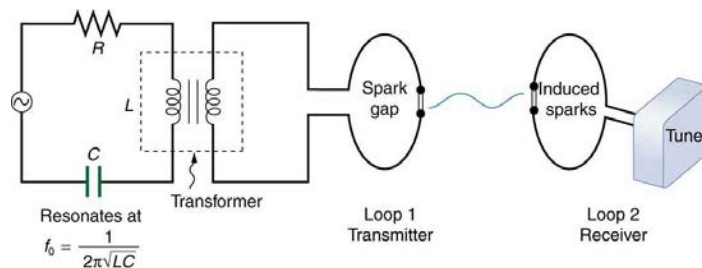 R
L
C
Transformer
Resonates at
f₀ = 1 / 2π√LC
Spark
gap
Loop 1
Transmitter
Induced
sparks
Tune
Loop 2
Receiver